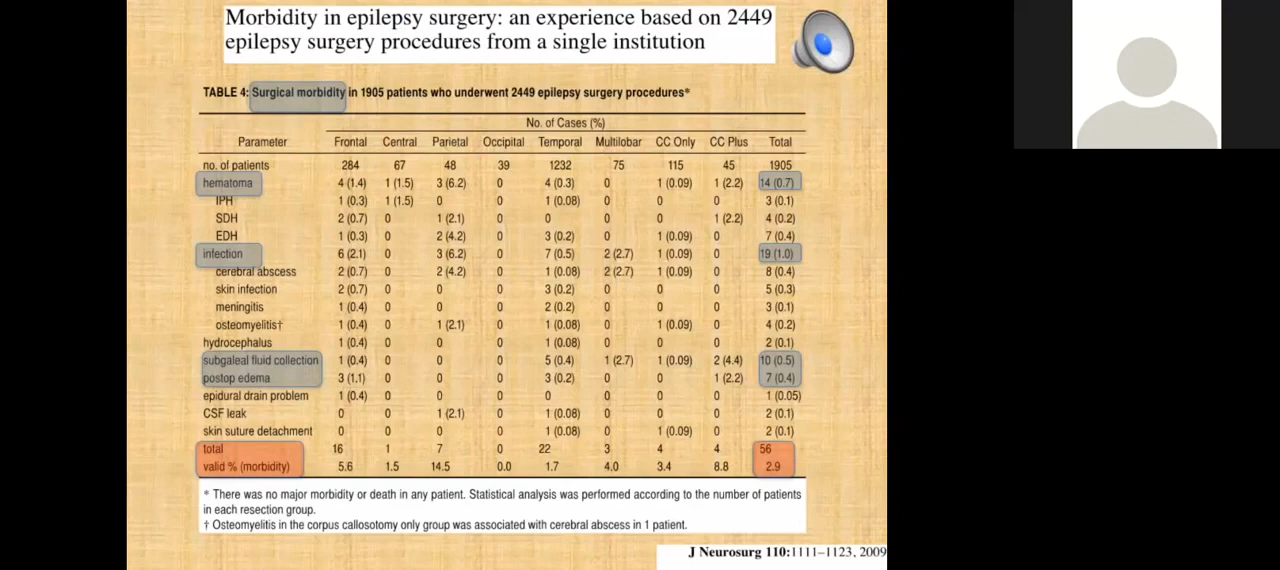 Morbidity in epilepsy surgery: an experience based on 2449
epilepsy surgery procedures from a single institution
TABLE 4: Surgical morbidity in 1905 patients who underwent 2449 epilepsy surgery procedures*
No. of Cases (%)
Parameter Frontal Central Parietal Occipital Temporal Multilobar CC Only CC Plus Total
no. of patients 284 67 48 39 1232 75 115 45 1905
hematoma 4 (1.4) 1 (1.5) 3 (6.2) 0 4 (0.3) 0 1 (0.09) 1 (2.2) 14 (0.7)
IPH 1 (0.3) 1 (1.5) 0 0 1 (0.08) 0 0 0 3 (0.1)
SDH 2 (0.7) 0 1 (2.1) 0 0 0 0 1 (2.2) 4 (0.2)
EDH 1 (0.3) 0 2 (4.2) 0 3 (0.2) 0 1 (0.09) 0 7 (0.4)
infection 6 (2.1) 0 3 (6.2) 0 7 (0.5) 2 (2.7) 1 (0.09) 0 19 (1.0)
cerebral abscess 2 (0.7) 0 2 (4.2) 0 1 (0.08) 2 (2.7) 1 (0.09) 0 8 (0.4)
skin infection 2 (0.7) 0 0 0 3 (0.2) 0 0 0 5 (0.3)
meningitis 1 (0.4) 0 0 0 2 (0.2) 0 0 0 3 (0.1)
osteomyelitis† 1 (0.4) 0 1 (2.1) 0 1 (0.08) 0 1 (0.09) 0 4 (0.2)
hydrocephalus 1 (0.4) 0 0 0 1 (0.08) 0 0 0 2 (0.1)
subgaleal fluid collection 1 (0.4) 0 0 0 5 (0.4) 1 (2.7) 1 (0.09) 2 (4.4) 10 (0.5)
postop edema 3 (1.1) 0 0 0 3 (0.2) 0 0 1 (2.2) 7 (0.4)
epidural drain problem 1 (0.4) 0 0 0 0 0 0 0 1 (0.05)
CSF leak 0 0 1 (2.1) 0 1 (0.08) 0 0 0 2 (0.1)
skin suture detachment 0 0 0 0 1 (0.08) 0 1 (0.09) 0 2 (0.1)
total 16 1 7 0 22 3 4 4 56
valid % (morbidity) 5.6 1.5 14.5 0.0 1.7 4.0 3.4 8.8 2.9
* There was no major morbidity or death in any patient. Statistical analysis was performed according to the number of patients
in each resection group.
† Osteomyelitis in the corpus callosotomy only group was associated with cerebral abscess in 1 patient.
J Neurosurg 110:1111–1123, 2009